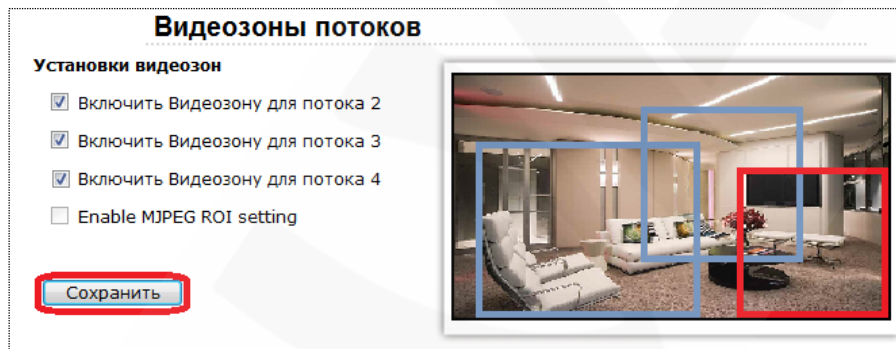 Видеозоны потоков
Установки видеозон
Включить Видеозону для потока 2
Включить Видеозону для потока 3
Включить Видеозону для потока 4
Enable MJPEG ROI setting
Сохранить